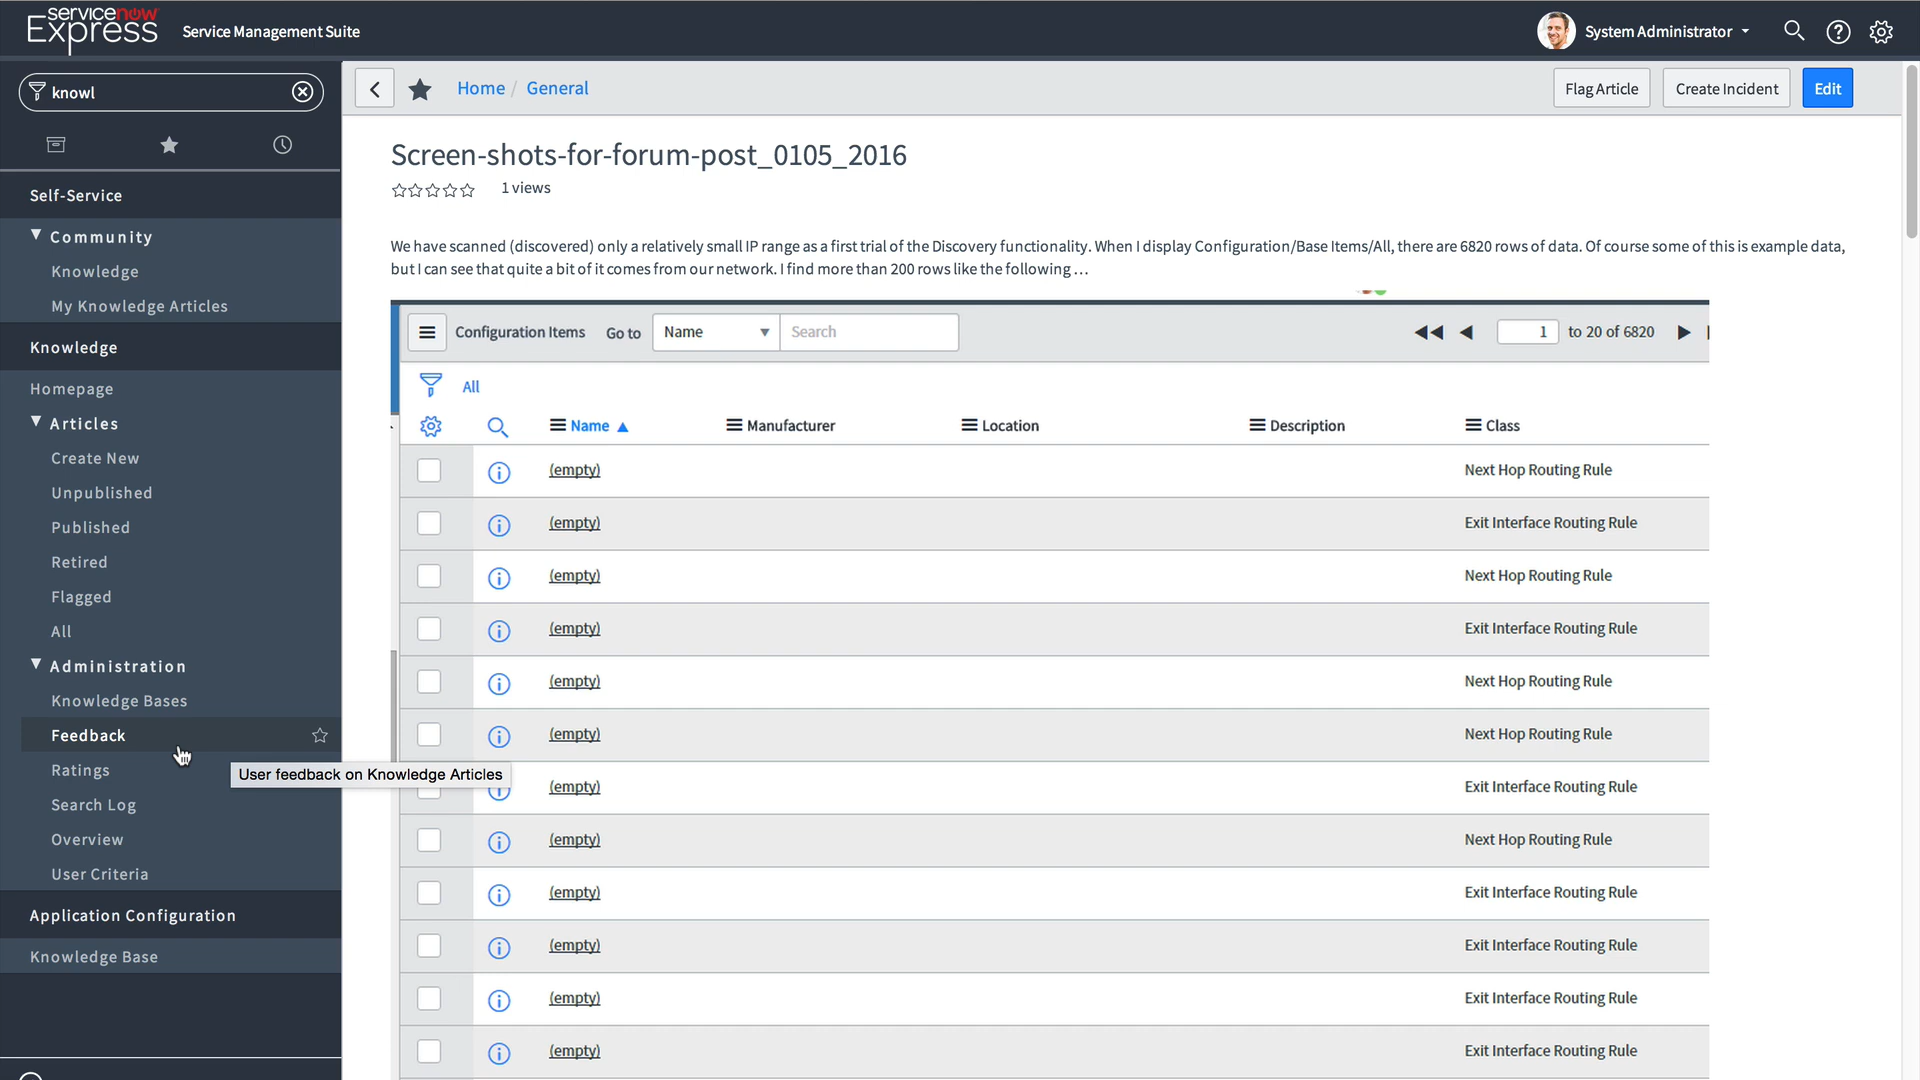 servicenow
Express
Service Management Suite
System Administrator
knowl
Home / General
Flag Article
Create Incident
Edit
Self-Service
Community
Knowledge
My Knowledge Articles
Knowledge
Homepage
Articles
Create New
Unpublished
Published
Retired
Flagged
All
Administration
Knowledge Bases
Feedback
Ratings
Search Log
Overview
User Criteria
Application Configuration
Knowledge Base
User feedback on Knowledge Articles
Screen-shots-for-forum-post_0105_2016
1 views
We have scanned (discovered) only a relatively small IP range as a first trial of the Discovery functionality. When I display Configuration/Base Items/All, there are 6820 rows of data. Of course some of this is example data,
but I can see that quite a bit of it comes from our network. I find more than 200 rows like the following …
Configuration Items Go to Name Search 1 to 20 of 6820
All
Name Manufacturer Location Description Class
(empty) Next Hop Routing Rule
(empty) Exit Interface Routing Rule
(empty) Next Hop Routing Rule
(empty) Exit Interface Routing Rule
(empty) Next Hop Routing Rule
(empty) Next Hop Routing Rule
(empty) Exit Interface Routing Rule
(empty) Next Hop Routing Rule
(empty) Exit Interface Routing Rule
(empty) Exit Interface Routing Rule
(empty) Exit Interface Routing Rule
(empty) Exit Interface Routing Rule